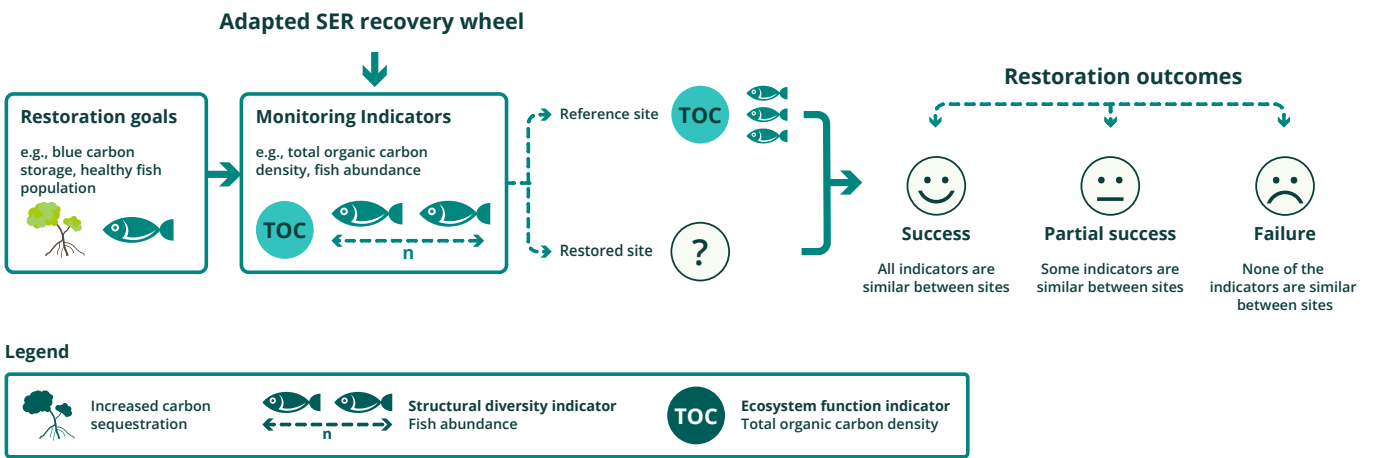 Adapted SER recovery wheel
Restoration goals
e.g., blue carbon
storage, healthy fish
population
Monitoring Indicators
e.g., total organic carbon
density, fish abundance
TOC
n
Reference site
TOC
Restored site
?
Restoration outcomes
Success
All indicators are
similar between sites
Partial success
Some indicators are
similar between sites
Failure
None of the
indicators are similar
between sites
Legend
Increased carbon
sequestration
n
Structural diversity indicator
Fish abundance
TOC
Ecosystem function indicator
Total organic carbon density